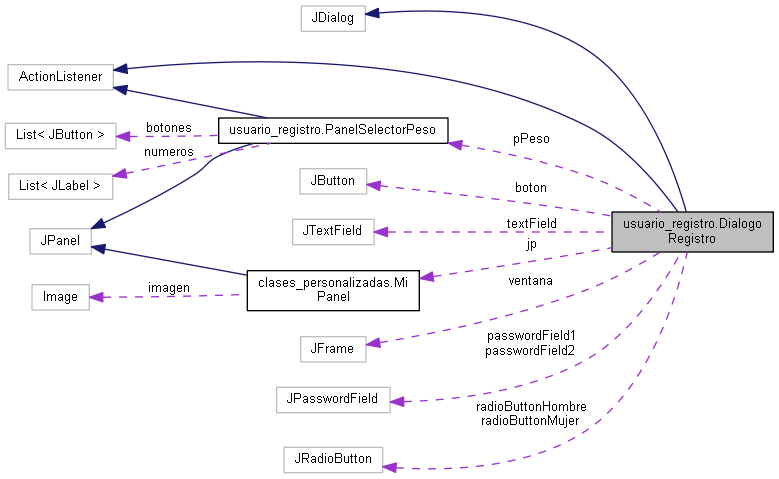 JDialog
ActionListener
botones
usuario_registro.PanelSelectorPeso
List< JButton >
pPeso
numeros
List< JLabel >
JButton
boton
textField
usuario_registro.Dialogo
Registro
JTextField
JPanel
jp
clases_personalizadas.Mi
Panel
ventana
imagen
Image
JFrame
passwordField1
passwordField2
JPasswordField
radioButtonHombre
radioButtonMujer
JRadioButton